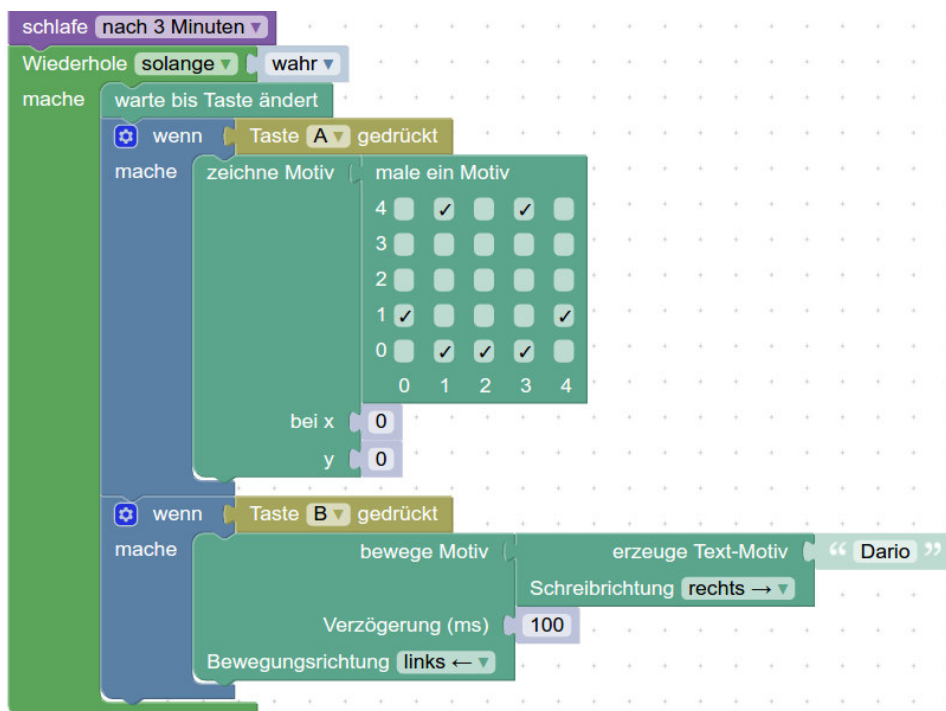 schlafe nach 3 Minuten
Wiederhole solange wahr
mache warte bis Taste ändert
wenn Taste A gedrückt
mache zeichne Motiv male ein Motiv
4 ✓ ✓
3
2
1 ✓ ✓
0 ✓ ✓ ✓
0 1 2 3 4
bei x 0
y 0
wenn Taste B gedrückt
mache bewege Motiv erzeuge Text-Motiv “ Dario ”
Schreibrichtung rechts →
Verzögerung (ms) 100
Bewegungsrichtung links ←